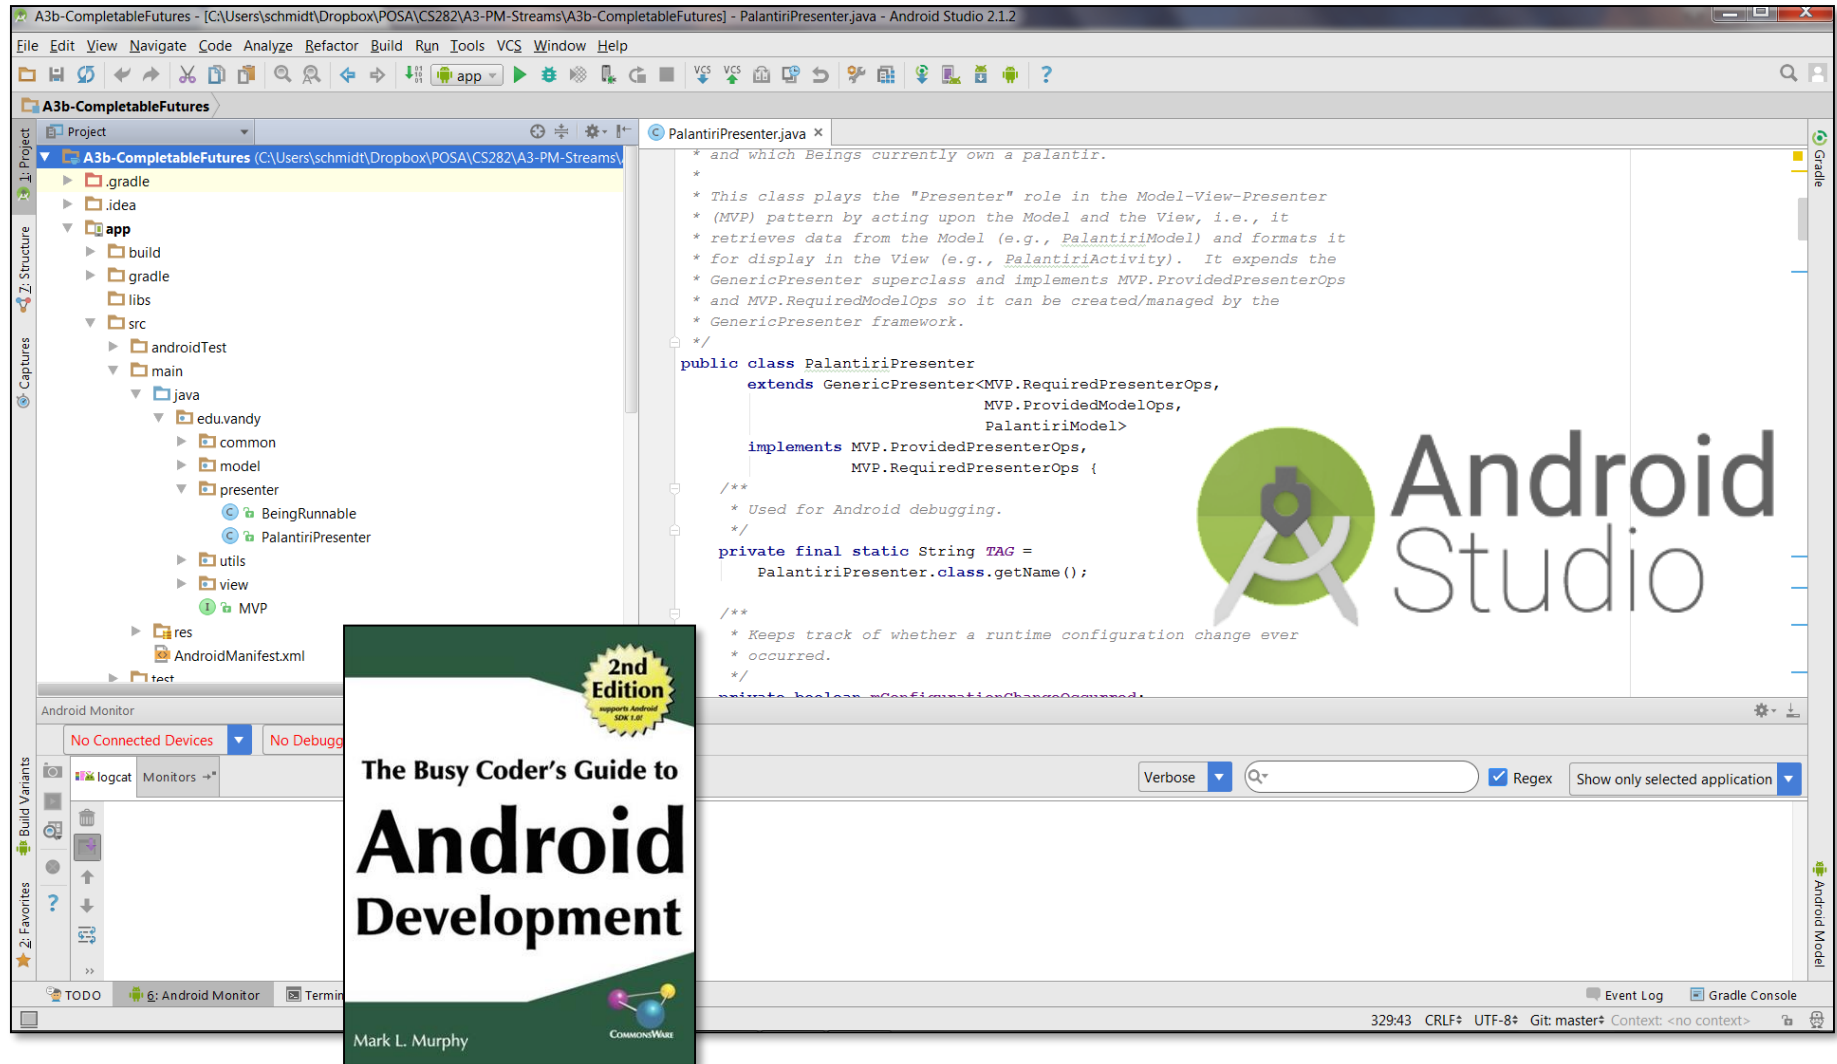 A3b-CompletableFutures - [C:\Users\schmidt\Dropbox\POSA\CS282\A3-PM-Streams\A3b-CompletableFutures] - PalantiriPresenter.java - Android Studio 2.1.2
File Edit View Navigate Code Analyze Refactor Build Run Tools VCS Window Help
app
VCS VCS
A3b-CompletableFutures
1: Project
Z: Structure
Captures
Build Variants
2: Favorites
Project
A3b-CompletableFutures (C:\Users\schmidt\Dropbox\POSA\CS282\A3-PM-Streams\
.gradle
.idea
app
build
gradle
libs
src
androidTest
main
java
edu.vandy
common
model
presenter
BeingRunnable
PalantiriPresenter
utils
view
MVP
res
AndroidManifest.xml
test
PalantiriPresenter.java
* and which Beings currently own a palantir.
*
* This class plays the "Presenter" role in the Model-View-Presenter
* (MVP) pattern by acting upon the Model and the View, i.e., it
* retrieves data from the Model (e.g., PalantiriModel) and formats it
* for display in the View (e.g., PalantiriActivity).  It expends the
* GenericPresenter superclass and implements MVP.ProvidedPresenterOps
* and MVP.RequiredModelOps so it can be created/managed by the
* GenericPresenter framework.
*/
public class PalantiriPresenter
extends GenericPresenter<MVP.RequiredPresenterOps,
MVP.ProvidedModelOps,
PalantiriModel>
implements MVP.ProvidedPresenterOps,
MVP.RequiredPresenterOps {
/**
* Used for Android debugging.
*/
private final static String TAG =
PalantiriPresenter.class.getName();
/**
* Keeps track of whether a runtime configuration change ever
* occurred.
*/
private boolean mConfigurationChangeOccurred;
Android
Studio
Gradle
Android Model
Android Monitor
No Connected Devices
No Debugg
logcat
Monitors
Verbose
Regex
Show only selected application
2nd
Edition
supports Android
SDK 1.0!
The Busy Coder's Guide to
Android
Development
COMMONSWARE
Mark L. Murphy
TODO
6: Android Monitor
Termin
Event Log
Gradle Console
329:43 CRLF UTF-8 Git: master Context: <no context>